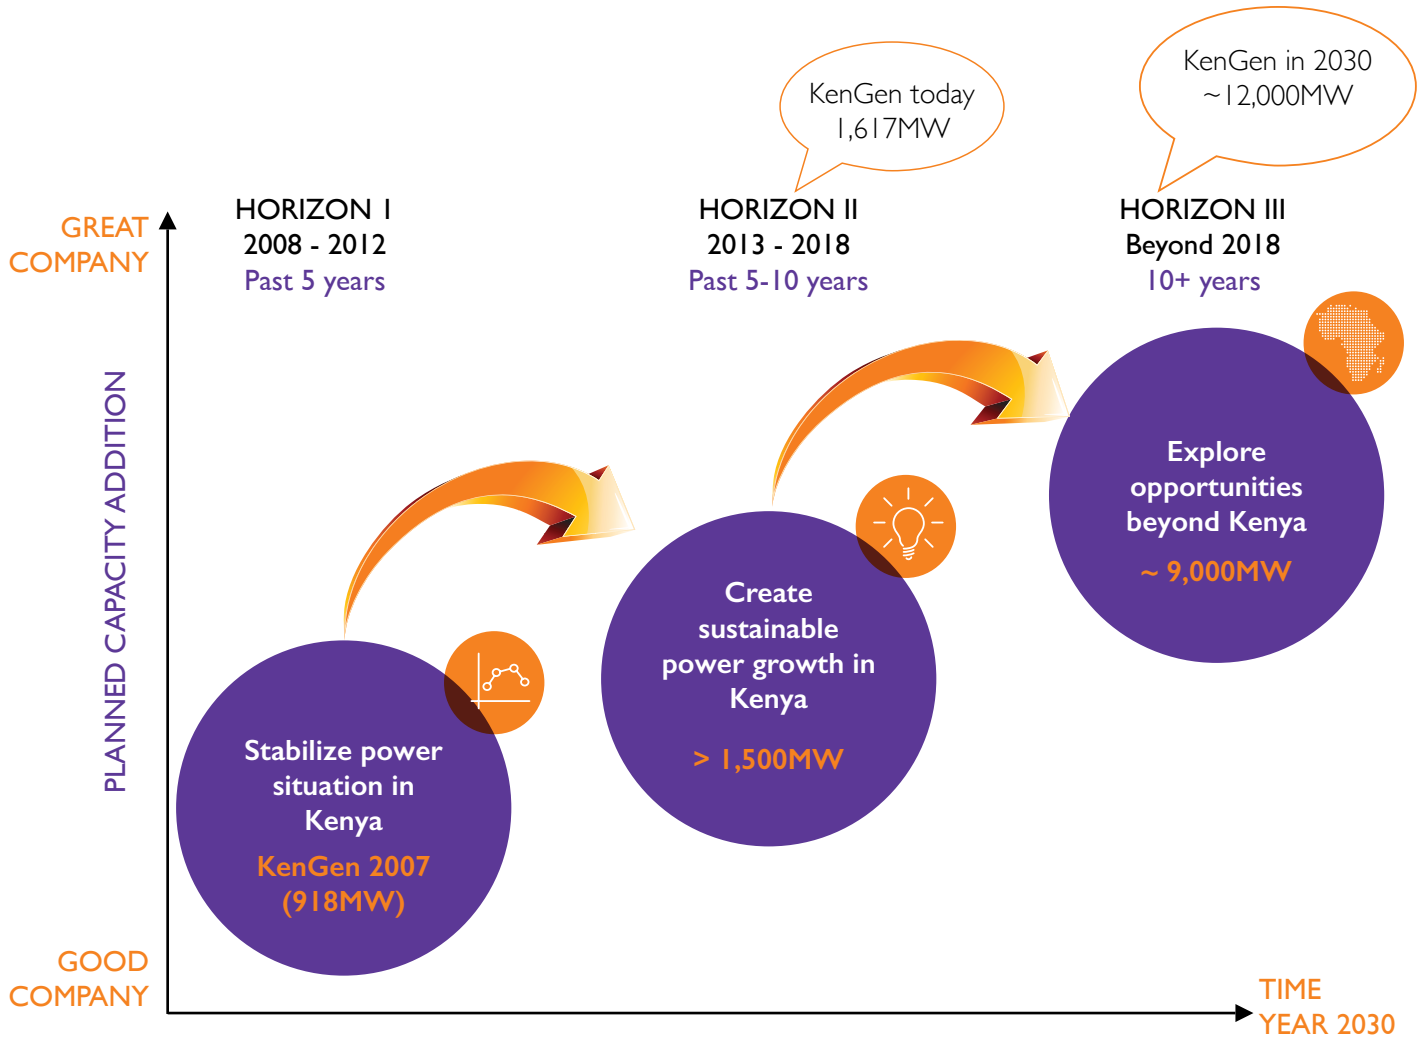 KenGen today
1,617MW
KenGen in 2030
~12,000MW
GREAT
COMPANY
HORIZON 1
2008 - 2012
Past 5 years
HORIZON II
2013 - 2018
Past 5-10 years
HORIZON III
Beyond 2018
10+ years
PLANNED CAPACITY ADDITION
Stabilize power
situation in
Kenya
KenGen 2007
(918MW)
Create
sustainable
power growth in
Kenya
> 1,500MW
Explore
opportunities
beyond Kenya
~ 9,000MW
GOOD
COMPANY
TIME
YEAR 2030